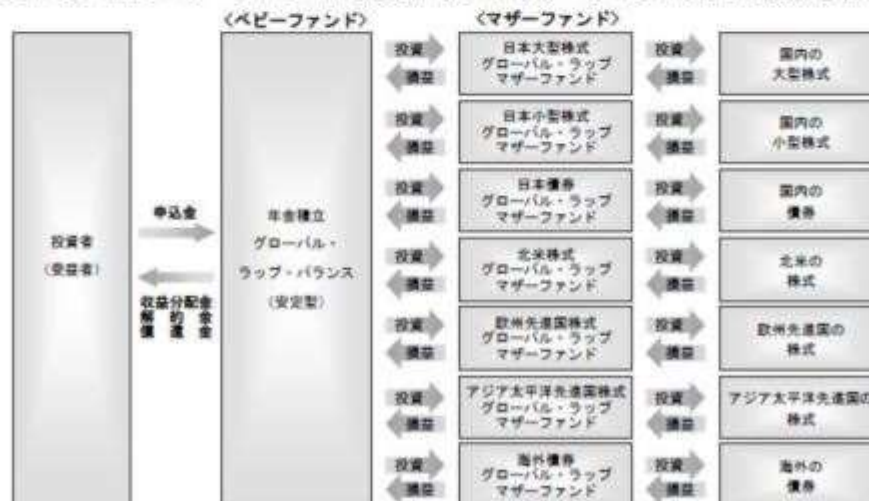 〈ベビーファンド〉
〈マザーファンド〉
投資者
(受益者)
申込金
収益分配金
解約金
償還金
年金積立
グローバル・
ラップ・バランス
(安定型)
投資
損益
日本大型株式
グローバル・ラップ
マザーファンド
投資
損益
国内の
大型株式
投資
損益
日本小型株式
グローバル・ラップ
マザーファンド
投資
損益
国内の
小型株式
投資
損益
日本債券
グローバル・ラップ
マザーファンド
投資
損益
国内の
債券
投資
損益
北米株式
グローバル・ラップ
マザーファンド
投資
損益
北米の
株式
投資
損益
欧州先進国株式
グローバル・ラップ
マザーファンド
投資
損益
欧州先進国の
株式
投資
損益
アジア太平洋先進国株式
グローバル・ラップ
マザーファンド
投資
損益
アジア太平洋先進国の
株式
投資
損益
海外債券
グローバル・ラップ
マザーファンド
投資
損益
海外の
債券